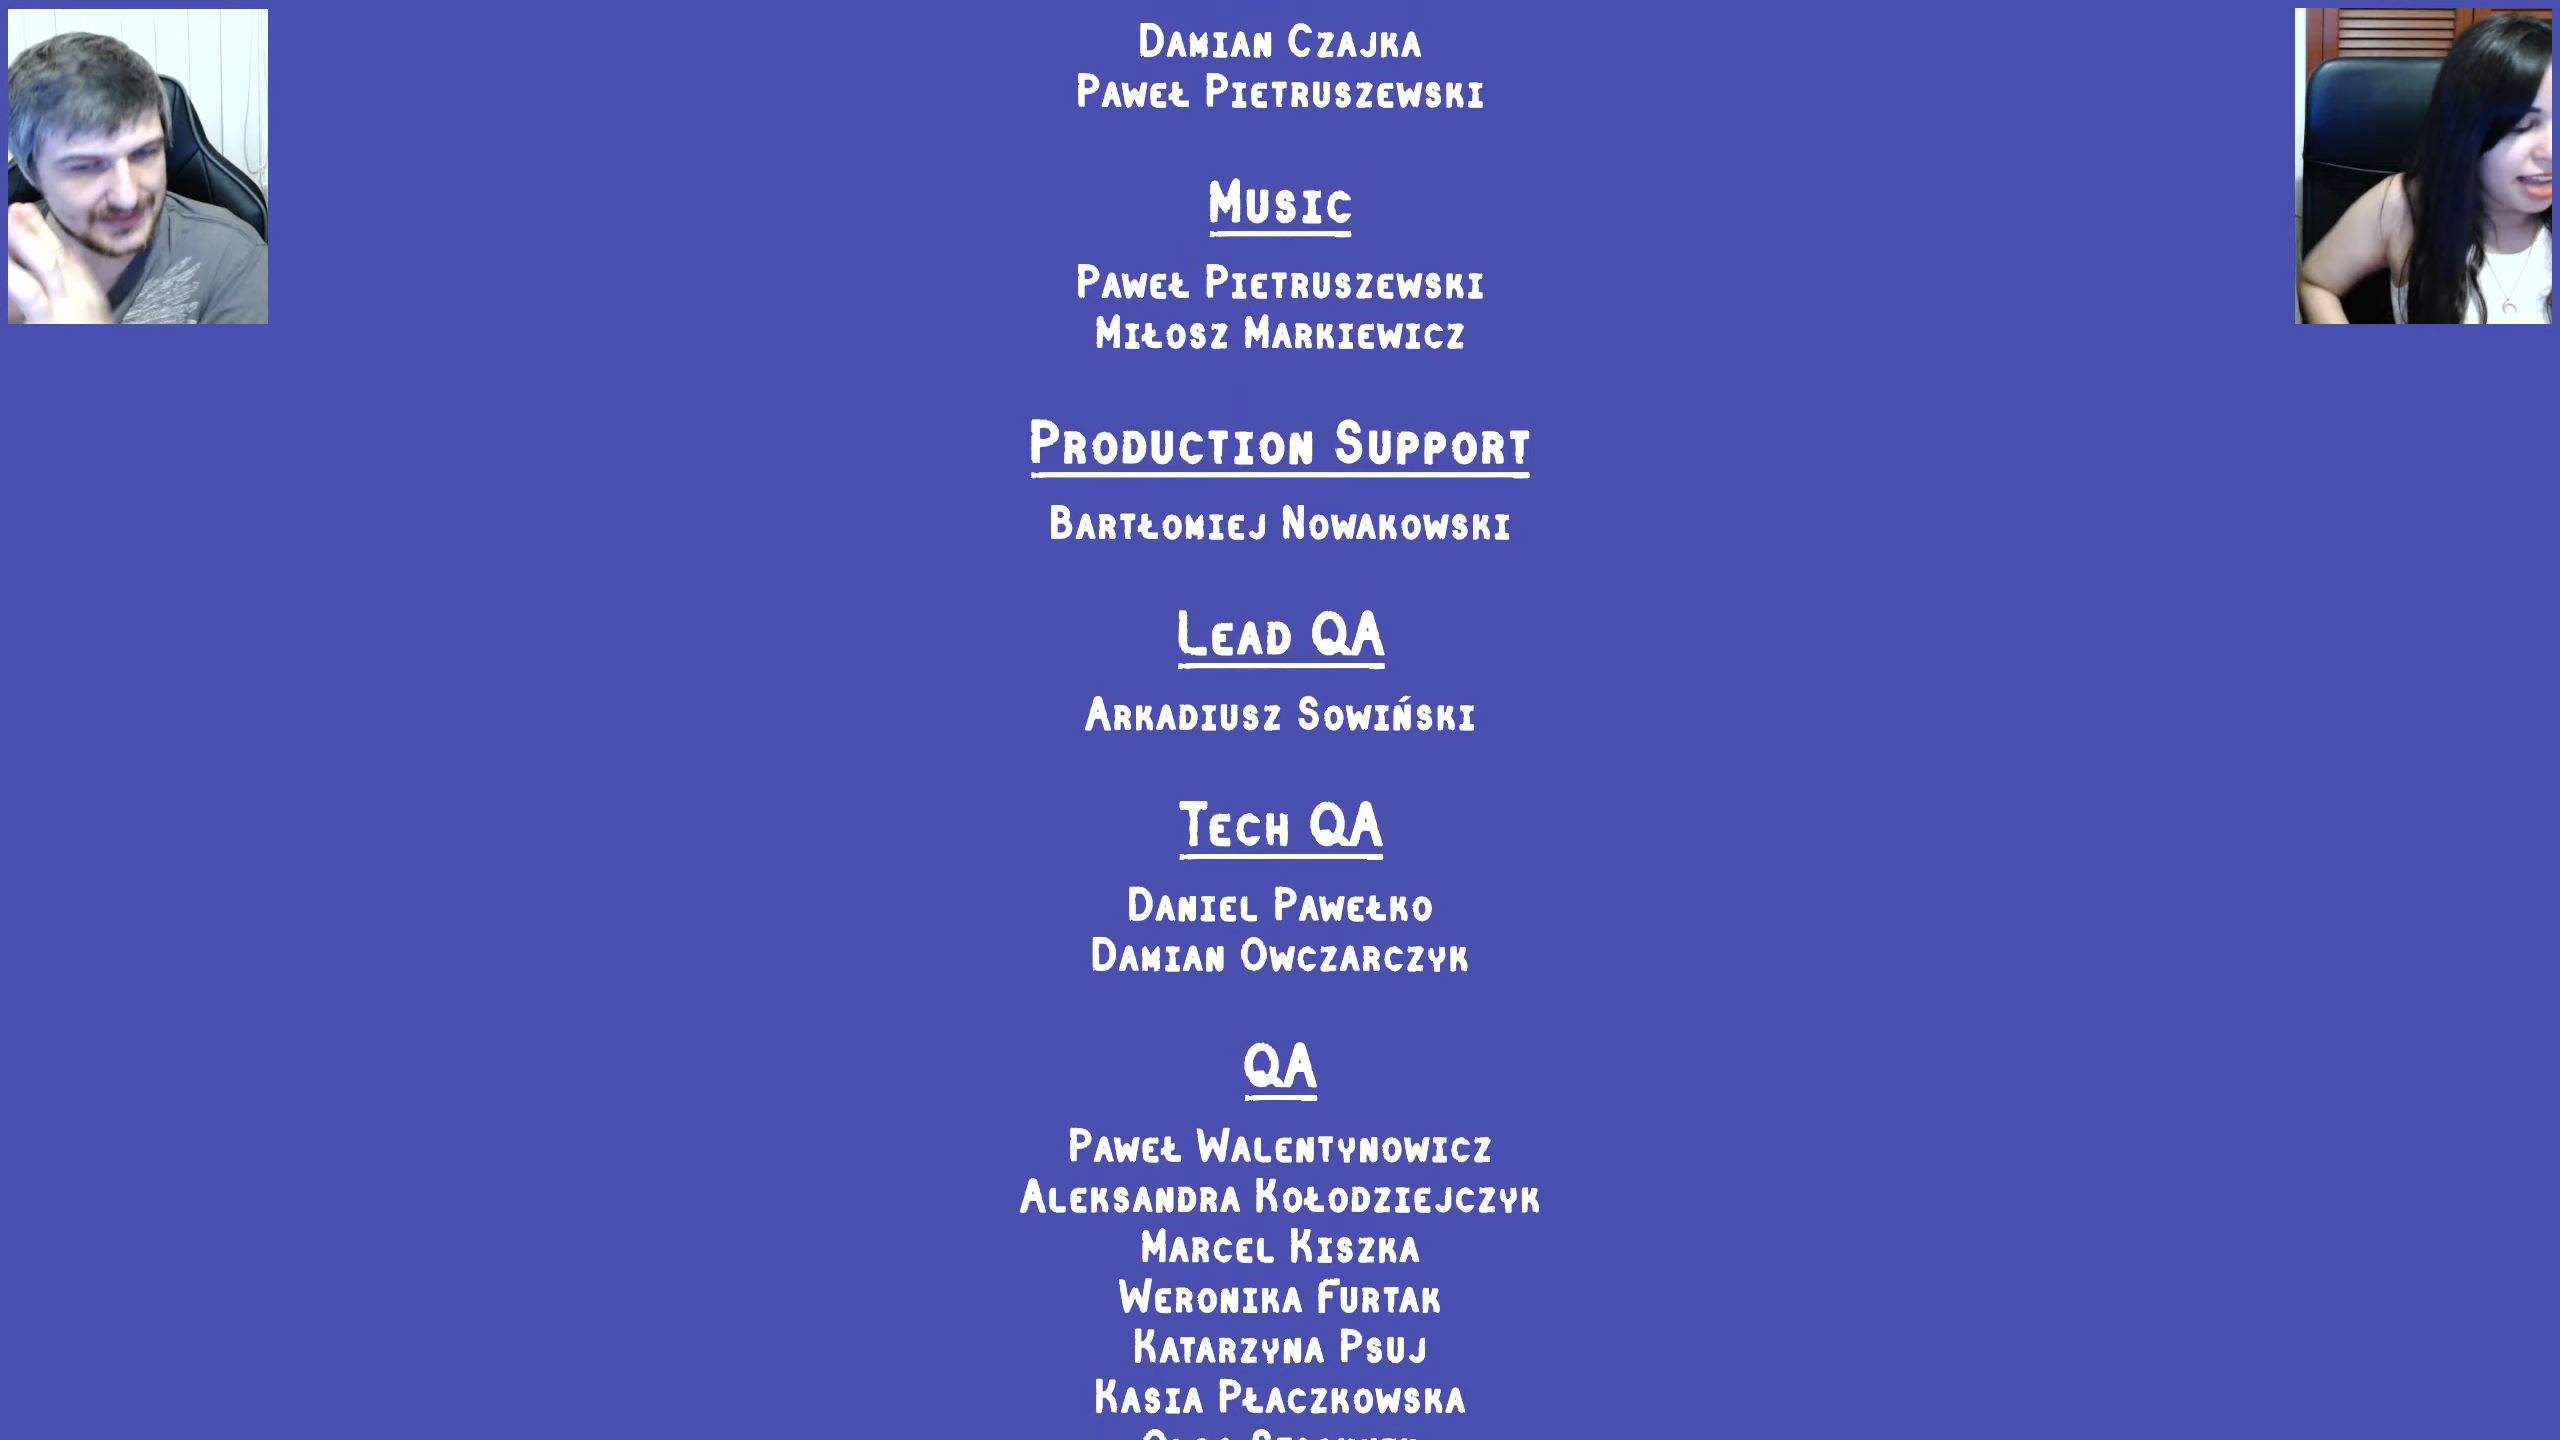 Damian Czajka
Paweł Pietruszewski
Music
Paweł Pietruszewski
Miłosz Markiewicz
Production Support
Bartłomiej Nowakowski
Lead QA
Arkadiusz Sowiński
Tech QA
Daniel Pawełko
Damian Owczarczyk
QA
Paweł Walentynowicz
Aleksandra Kołodziejczyk
Marcel Kiszka
Weronika Furtak
Katarzyna Psuj
Kasia Płaczkowska